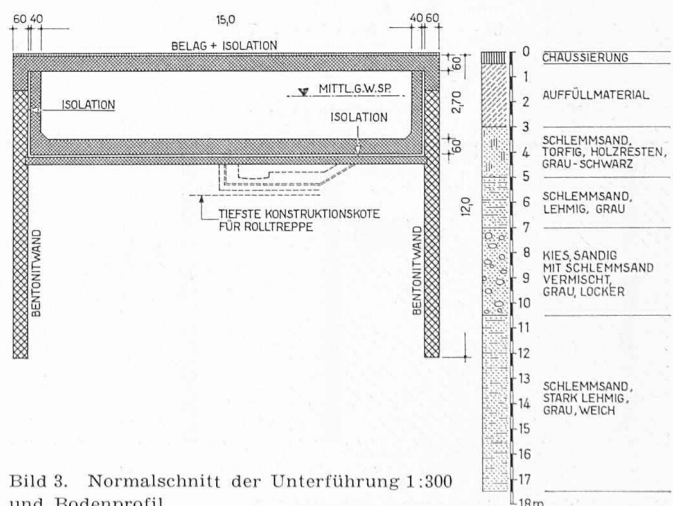 60 40
15,0
40 60
BELAG + ISOLATION
60
MITTL.G.W.SP.
2,70
ISOLATION
ISOLATION
60
12,0
TIEFSTE KONSTRUKTIONSKOTE
FÜR ROLLTREPPE
BENTONITWAND
BENTONITWAND
0
CHAUSSIERUNG
1
AUFFÜLLMATERIAL
2
3
SCHLEMMSAND,
TORFIG, HOLZRESTEN,
GRAU-SCHWARZ
4
5
SCHLEMMSAND,
LEHMIG, GRAU
6
7
KIES, SANDIG
MIT SCHLEMMSAND
VERMISCHT,
GRAU, LOCKER
8
9
10
11
12
13
SCHLEMMSAND,
STARK LEHMIG,
GRAU, WEICH
14
15
16
17
18 m
Bild 3. Normalschnitt der Unterführung 1:300
und Bodenprofil